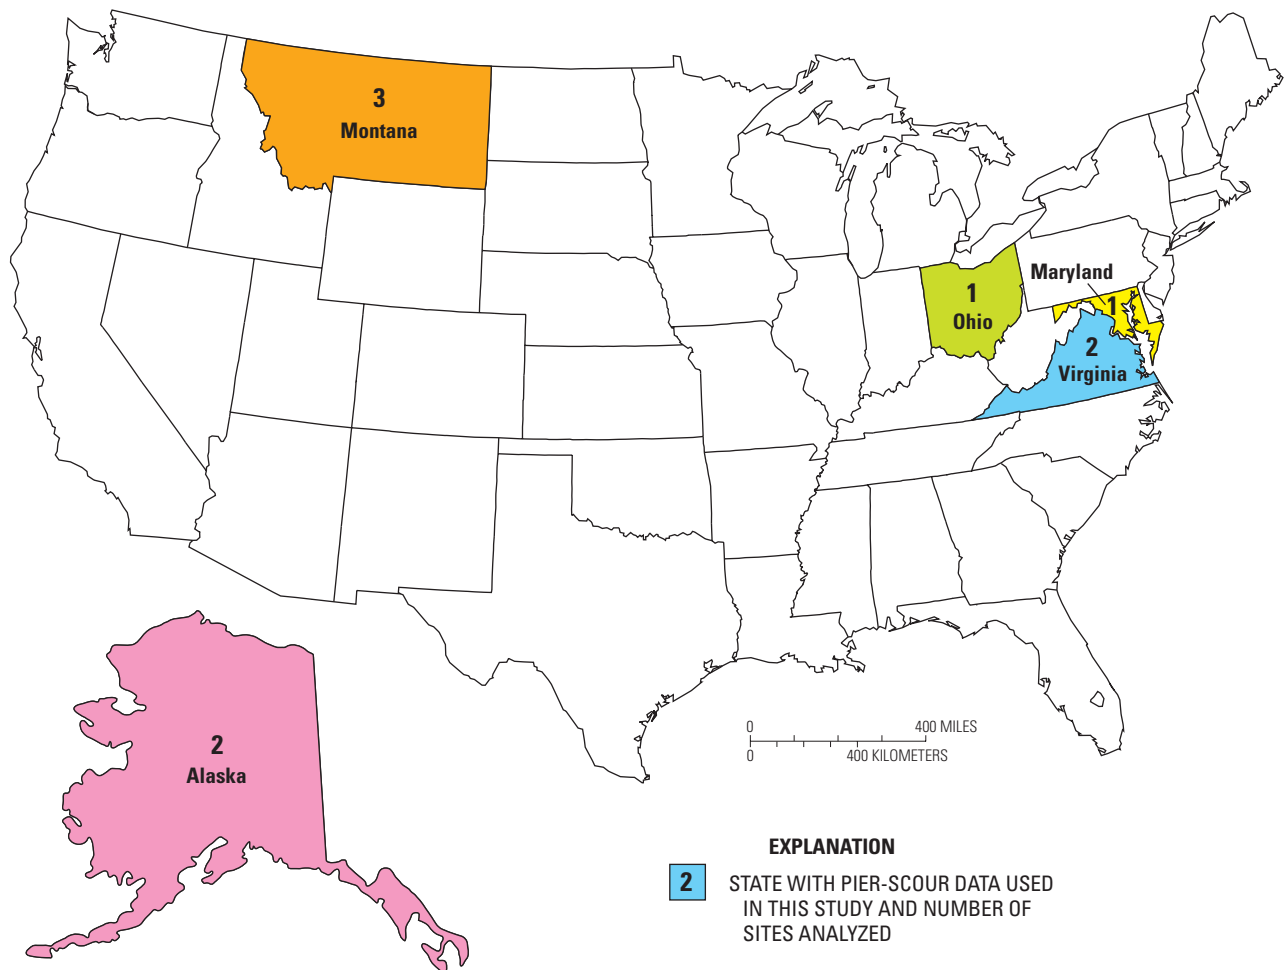 3
Montana
Maryland
1
1
Ohio
2
Virginia
2
Alaska
0 400 MILES
0 400 KILOMETERS
EXPLANATION
2 STATE WITH PIER-SCOUR DATA USED
IN THIS STUDY AND NUMBER OF
SITES ANALYZED